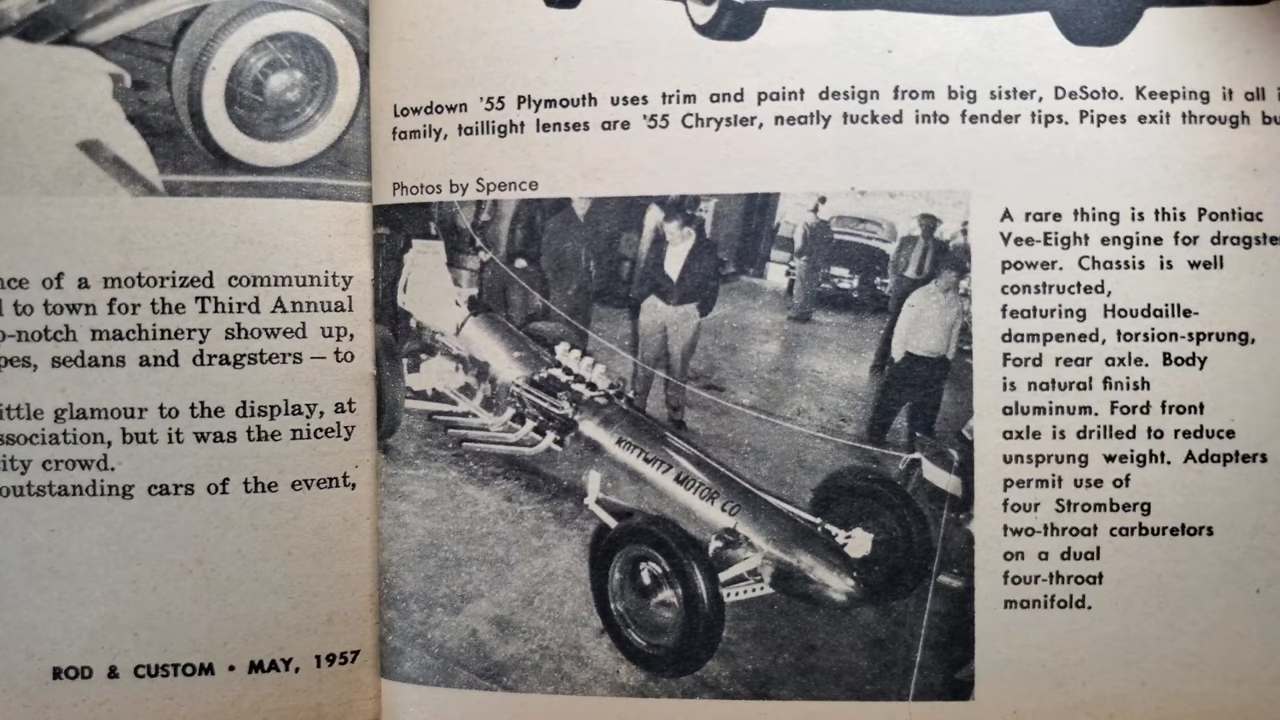 nce of a motorized community
to town for the Third Annual
machinery showed up,
sedans and dragsters — to
ittle glamour to the display, at
ssociation, but it was the nicely
city crowd.
outstanding cars of the event,
ROD & CUSTOM • MAY, 1957
Lowdown '55 Plymouth uses trim and paint design from big sister, DeSoto. Keeping it all
family, taillight lenses are '55 Chrysler, neatly tucked into fender tips. Pipes exit through bu
Photos by Spence
KOTTWITZ MOTOR CO
A rare thing is this Pontiac
Vee-Eight engine for dragste
power. Chassis is well
constructed,
featuring Houdaille-
dampened, torsion-sprung,
Ford rear axle. Body
is natural finish
aluminum. Ford front
axle is drilled to reduce
unsprung weight. Adapters
permit use of
four Stromberg
two-throat carburetors
on a dual
four-throat
manifold.